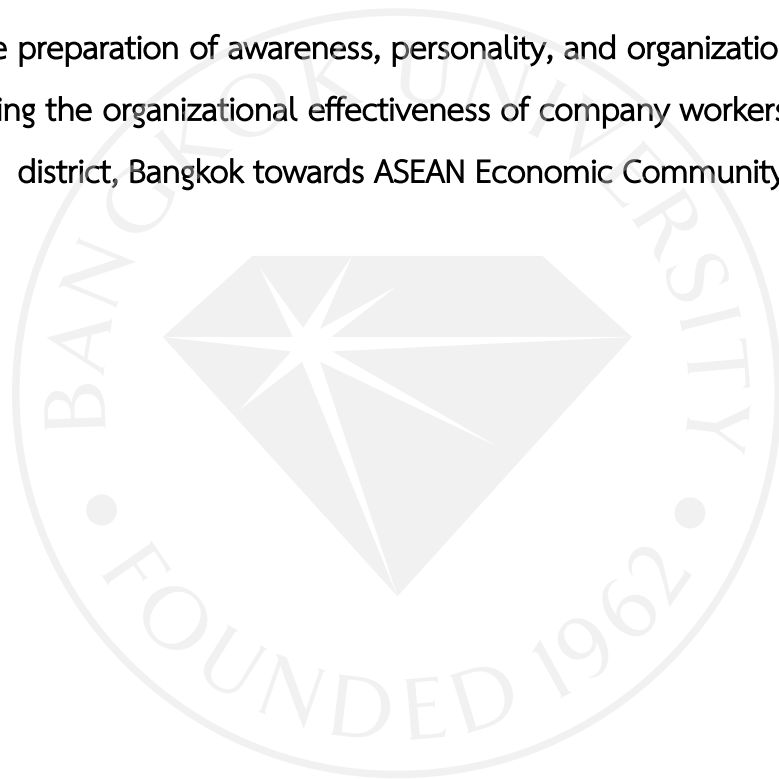 e preparation of awareness, personality, and organizatio
ing the organizational effectiveness of company workers
district, Bangkok towards ASEAN Economic Community
BANGKOK UNIVERSITY
FOUNDED 1962